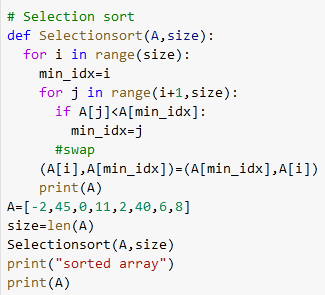 # Selection sort
def Selectionsort(A,size):
  for i in range(size):
    min_idx=i
    for j in range(i+1,size):
      if A[j]<A[min_idx]:
        min_idx=j
      #swap
    (A[i],A[min_idx])=(A[min_idx],A[i])
    print(A)
A=[-2,45,0,11,2,40,6,8]
size=len(A)
Selectionsort(A,size)
print("sorted array")
print(A)